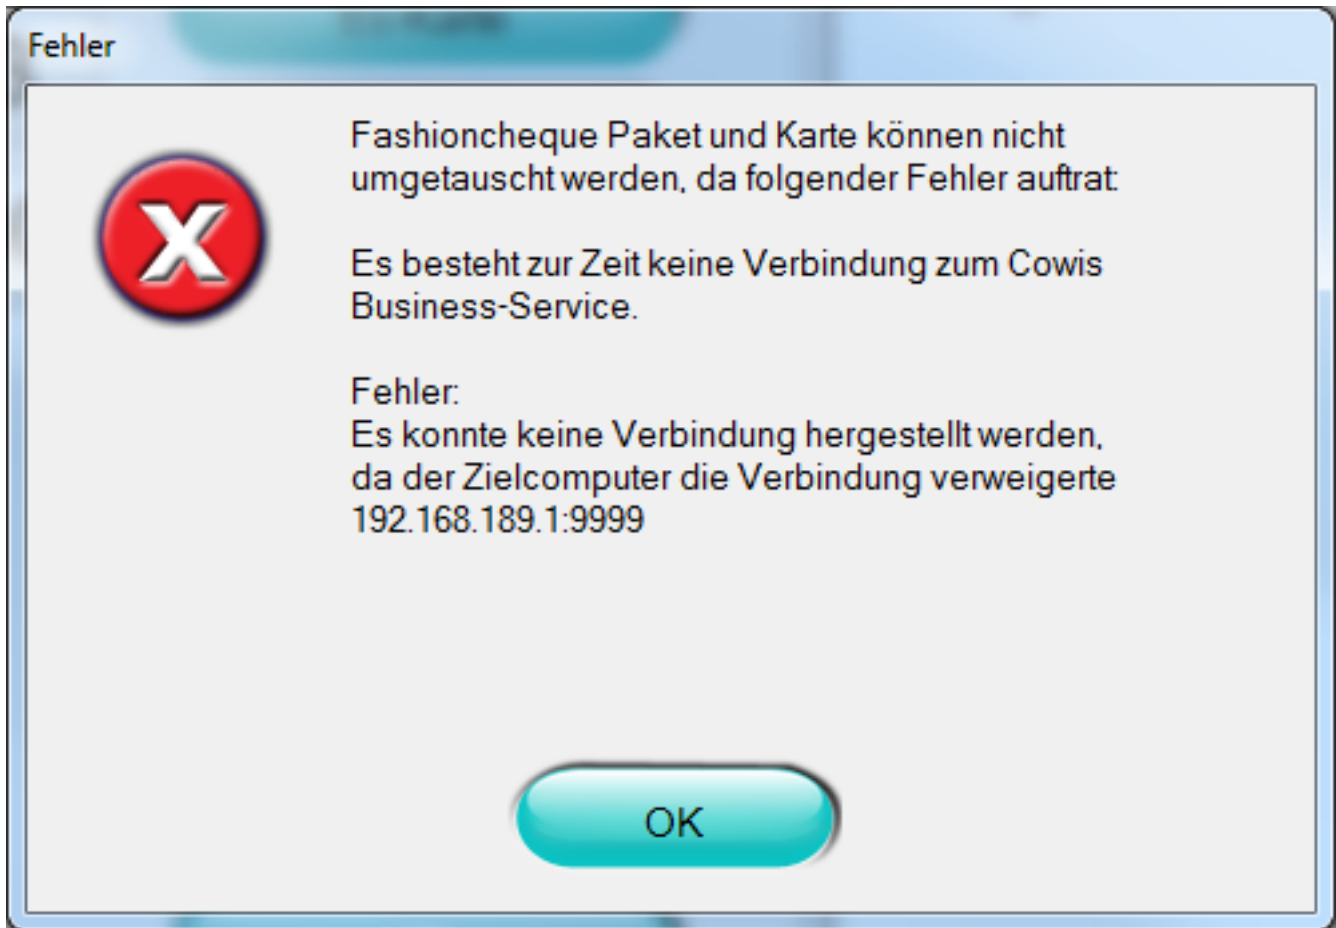 Fehler
Fashioncheque Paket und Karte können nicht
umgetauscht werden, da folgender Fehler auftrat:
Es besteht zur Zeit keine Verbindung zum Cowis
Business-Service.
Fehler:
Es konnte keine Verbindung hergestellt werden,
da der Zielcomputer die Verbindung verweigerte
192.168.189.1:9999
OK